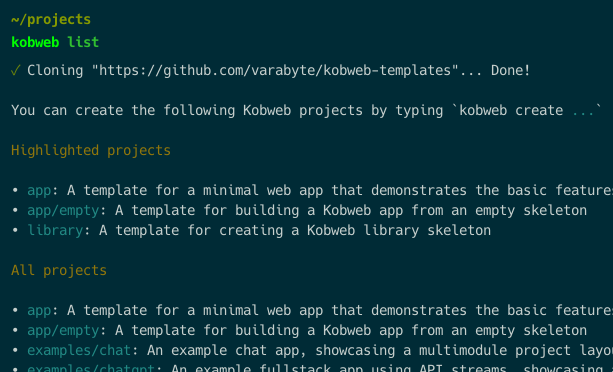 ~/projects
kobweb list
✓ Cloning "https://github.com/varabyte/kobweb-templates"... Done!
You can create the following Kobweb projects by typing `kobweb create ...`
Highlighted projects
• app: A template for a minimal web app that demonstrates the basic features
• app/empty: A template for building a Kobweb app from an empty skeleton
• library: A template for creating a Kobweb library skeleton
All projects
• app: A template for a minimal web app that demonstrates the basic features
• app/empty: A template for building a Kobweb app from an empty skeleton
• examples/chat: An example chat app, showcasing a multimodule project layou
• examples/chatgpt: An example fullstack app using API streams, showcasing